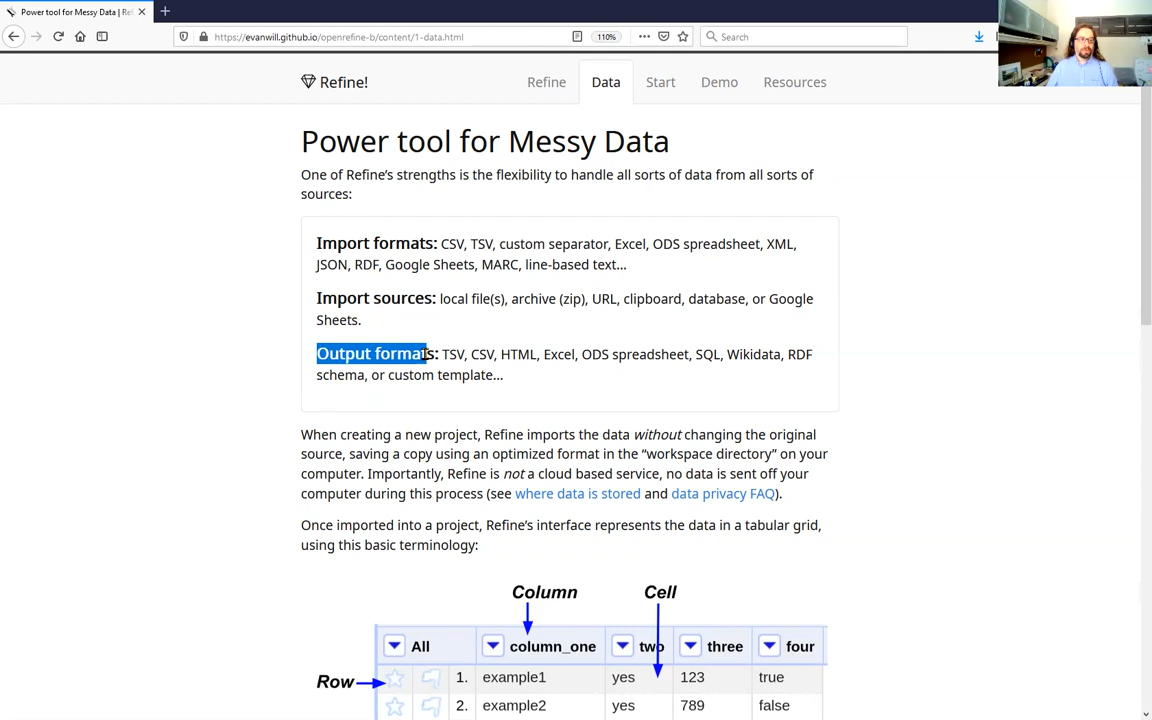 Power tool for Messy Data | Re
https://evanwill.github.io/openrefine-b/content/1-data.html
110%
Search
Refine!
Refine
Data
Start
Demo
Resources
Power tool for Messy Data
One of Refine’s strengths is the flexibility to handle all sorts of data from all sorts of
sources:
Import formats: CSV, TSV, custom separator, Excel, ODS spreadsheet, XML,
JSON, RDF, Google Sheets, MARC, line-based text...
Import sources: local file(s), archive (zip), URL, clipboard, database, or Google
Sheets.
Output formats: TSV, CSV, HTML, Excel, ODS spreadsheet, SQL, Wikidata, RDF
schema, or custom template...
When creating a new project, Refine imports the data without changing the original
source, saving a copy using an optimized format in the “workspace directory” on your
computer. Importantly, Refine is not a cloud based service, no data is sent off your
computer during this process (see where data is stored and data privacy FAQ).
Once imported into a project, Refine’s interface represents the data in a tabular grid,
using this basic terminology:
Column
Cell
All column_one two three four
Row
1. example1 yes 123 true
2. example2 yes 789 false